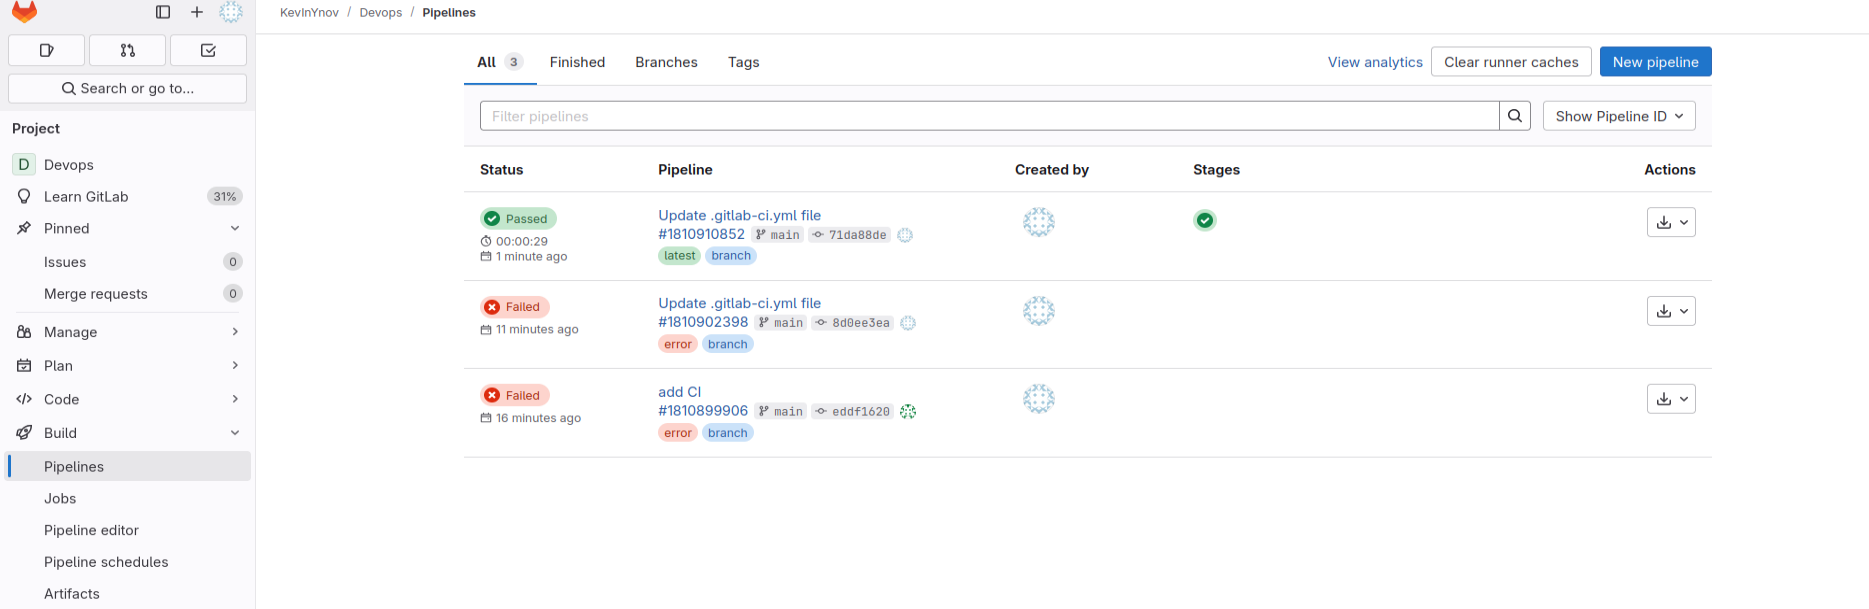 KevinYnov / Devops / Pipelines
Search or go to...
Project
D Devops
Learn GitLab 31%
Pinned
Issues 0
Merge requests 0
Manage
Plan
Code
Build
Pipelines
Jobs
Pipeline editor
Pipeline schedules
Artifacts
All 3 Finished Branches Tags View analytics Clear runner caches New pipeline
Filter pipelines Show Pipeline ID
Status Pipeline Created by Stages Actions
Passed
00:00:29
1 minute ago
Update .gitlab-ci.yml file
#1810910852 main 71da88de
latest branch
Failed
11 minutes ago
Update .gitlab-ci.yml file
#1810902398 main 8d0ee3ea
error branch
Failed
16 minutes ago
add CI
#1810899906 main eddf1620
error branch